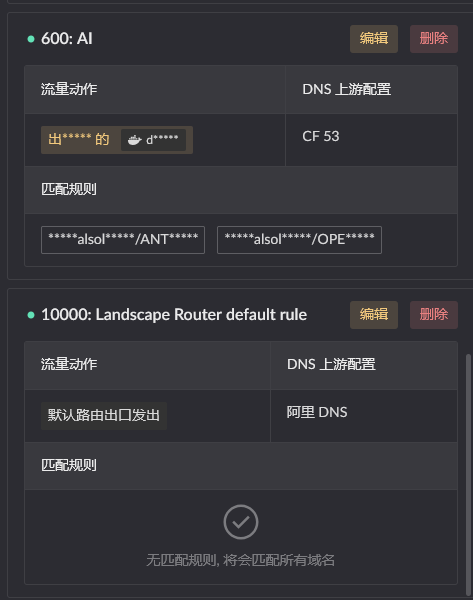 600: AI
编辑
删除
流量动作
DNS 上游配置
出***** 的 d*****
CF 53
匹配规则
*****alsol*****/ANT*****
*****alsol*****/OPE*****
10000: Landscape Router default rule
编辑
删除
流量动作
DNS 上游配置
默认路由出口发出
阿里 DNS
匹配规则
无匹配规则, 将会匹配所有域名